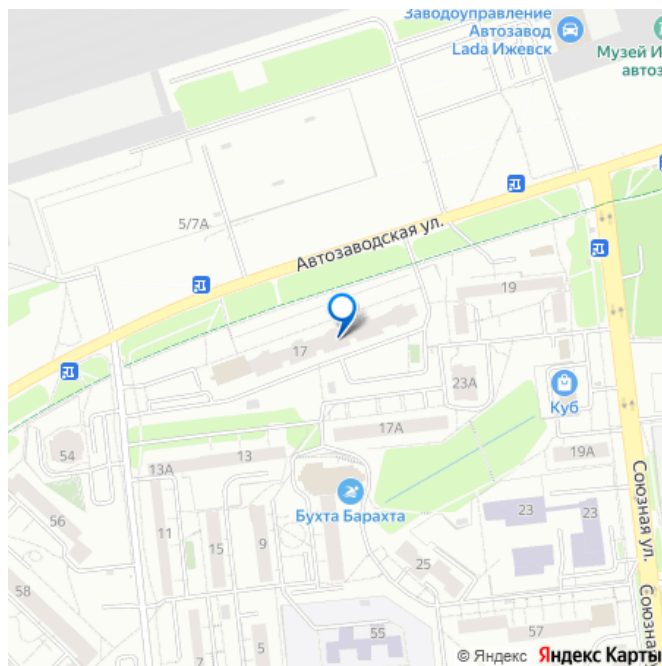 Заводоуправление
Автозавод
Lada Ижевск
Музей И
автоз
5/7А
Автозаводская ул.
19
17
23А
Куб
54
17А
13А
13
19А
Союзная ул.
56
Бухта Барахта
11
15
9
23
23
25
58
5
55
57
Союзна
© Яндекс Яндекс Карты